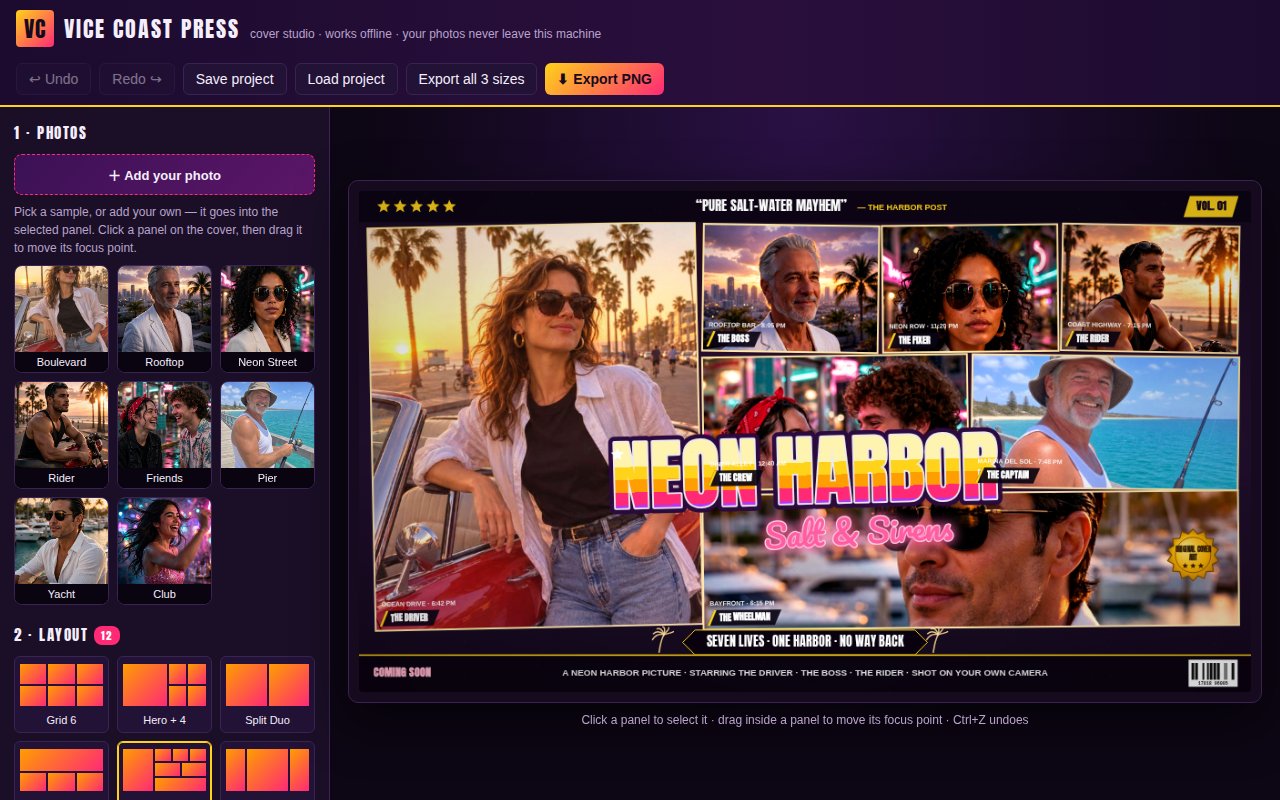 VC VICE COAST PRESS cover studio · works offline · your photos never leave this machine
↩ Undo
Redo ↪
Save project
Load project
Export all 3 sizes
⬇ Export PNG
1 · PHOTOS
+ Add your photo
Pick a sample, or add your own — it goes into the
selected panel. Click a panel on the cover, then drag it
to move its focus point.
Boulevard
Rooftop
Neon Street
Rider
Friends
Pier
Yacht
Club
2 · LAYOUT 12
Grid 6
Hero + 4
Split Duo
“PURE SALT-WATER MAYHEM” — THE HARBOR POST
VOL. 01
NEON ROW · 11:20 PM
THE BOSS
THE FIXER
COAST HIGHWAY · 7:15 PM
THE RIDER
NEON HARBOR
THE CREW
DEL SOL · 7:48 PM
THE CAPTAIN
Salt & Sirens
ORIGINAL COVER
ART
OCEAN DRIVE · 6:42 PM
THE DRIVER
BAYFRONT · 6:15 PM
THE WHEELMAN
SEVEN LIVES · ONE HARBOR · NO WAY BACK
COMING SOON
A NEON HARBOR PICTURE · STARRING THE DRIVER · THE BOSS · THE RIDER · SHOT ON YOUR OWN CAMERA
Click a panel to select it · drag inside a panel to move its focus point · Ctrl+Z undoes